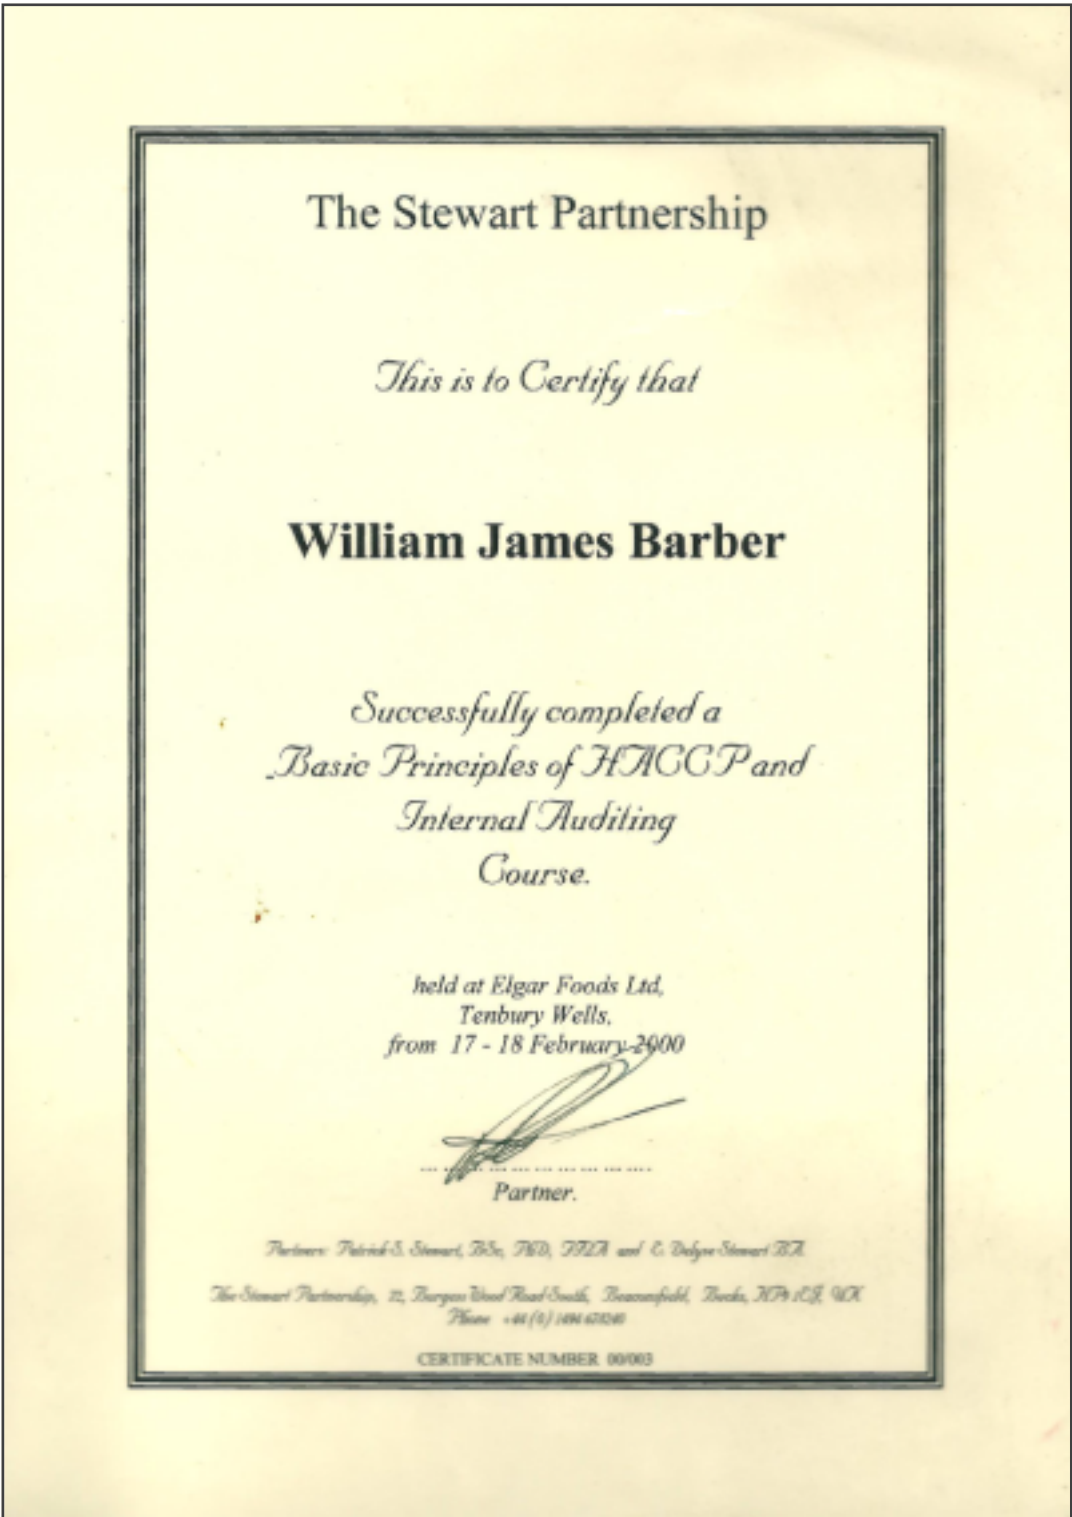 The Stewart Partnership
This is to Certify that
William James Barber
Successfully completed a
Basic Principles of HACCP and
Internal Auditing
Course.
held at Elgar Foods Ltd,
Tenbury Wells,
from 17 - 18 February 2000
Partner.
Partners: Patrick S. Stewart, BSc, and C. Delyse Stewart BA
The Stewart Partnership, Burgess Wood Road South, Beaconsfield, Bucks, UK
Phone
CERTIFICATE NUMBER 00/003